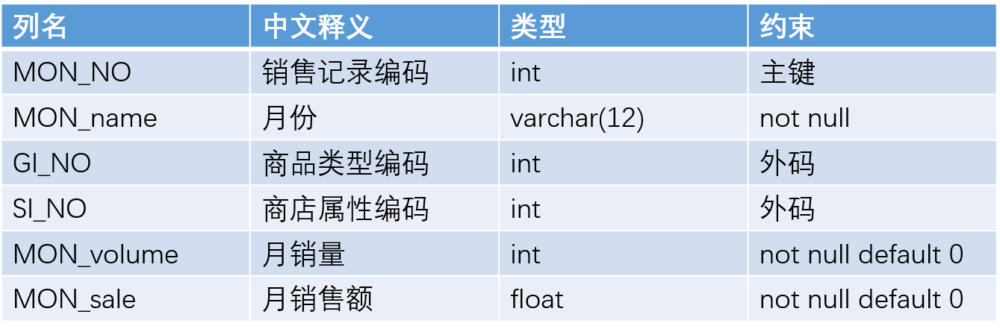 列名 中文释义 类型 约束
MON_NO 销售记录编码 int 主键
MON_name 月份 varchar(12) not null
GI_NO 商品类型编码 int 外码
SI_NO 商店属性编码 int 外码
MON_volume 月销量 int not null default 0
MON_sale 月销售额 float not null default 0